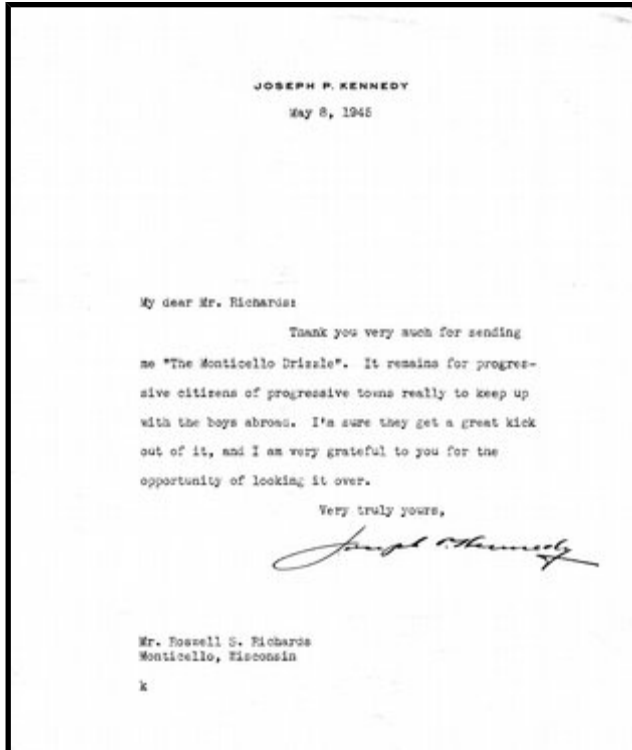 JOSEPH P. KENNEDY
May 8, 1945
My dear Mr. Richards:
Thank you very much for sending
me "The Monticello Drizzle". It remains for progres-
sive citizens of progressive towns really to keep up
with the boys abroad. I'm sure they get a great kick
out of it, and I am very grateful to you for the
opportunity of looking it over.
Very truly yours,
Joseph P. Kennedy
Mr. Roswell S. Richards
Monticello, Wisconsin
k